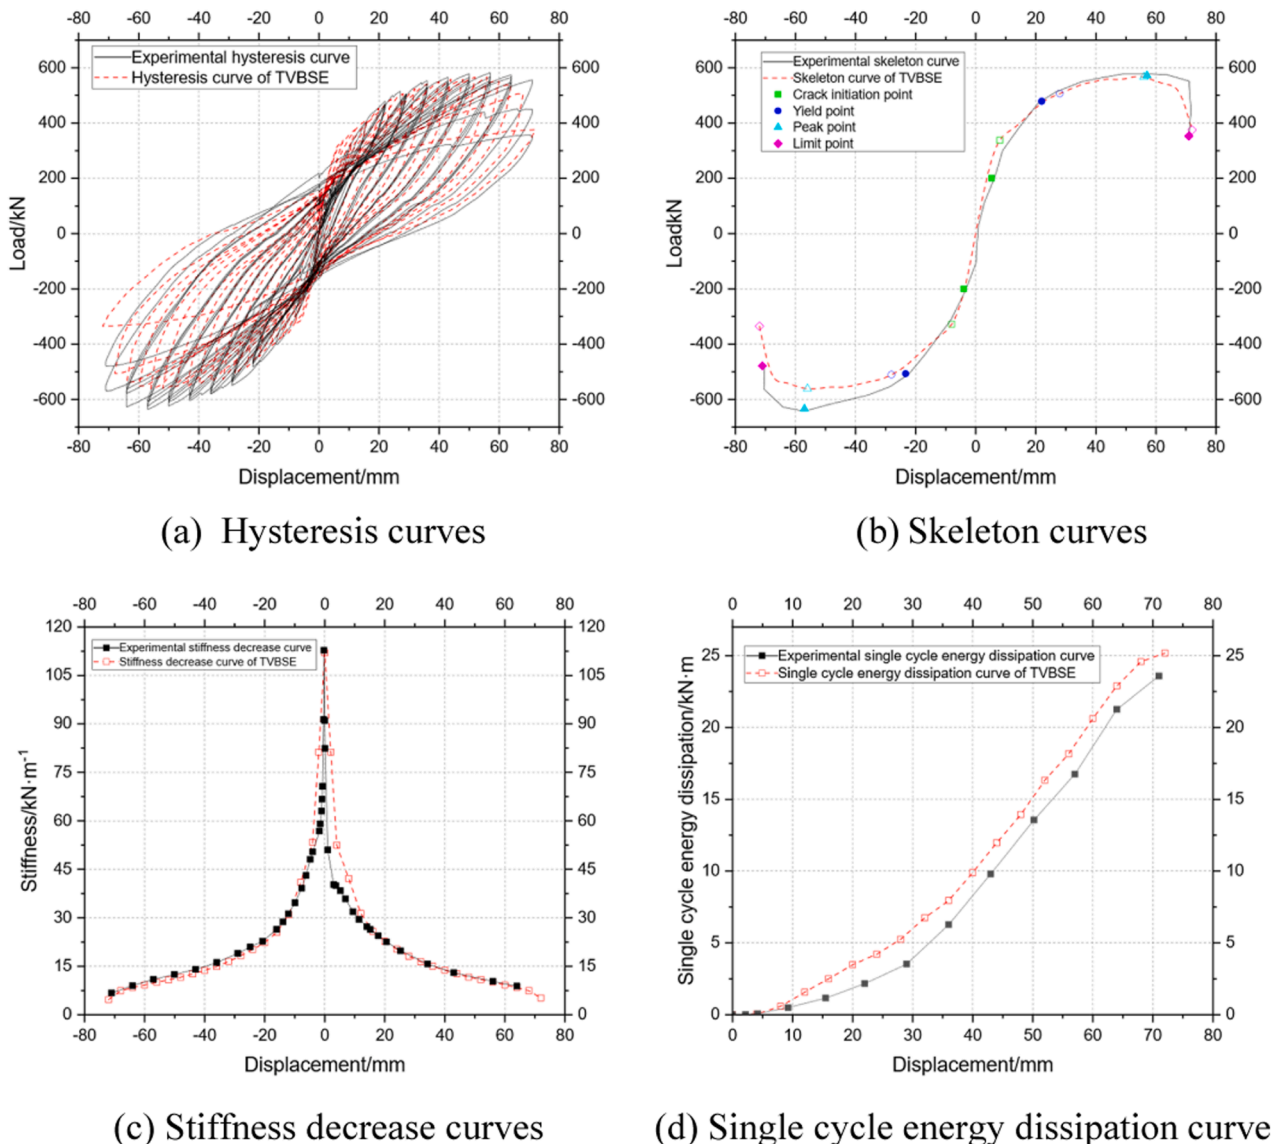 -80 -60 -40 -20 0 20 40 60 80
600 600
Experimental hysteresis curve
Hysteresis curve of TVBSE
400 400
200 200
0 0
-200 -200
-400 -400
-600 -600
Load/kN
-80 -60 -40 -20 0 20 40 60 80
Displacement/mm
(a) Hysteresis curves
-80 -60 -40 -20 0 20 40 60 80
600 600
Experimental skeleton curve
Skeleton curve of TVBSE
Crack initiation point
Yield point
Peak point
Limit point
400 400
200 200
0 0
-200 -200
-400 -400
-600 -600
LoadkN
-80 -60 -40 -20 0 20 40 60 80
Displacement/mm
(b) Skeleton curves
-80 -60 -40 -20 0 20 40 60 80
120 120
Experimental stiffness decrease curve
Stiffness decrease curve of TVBSE
105 105
90 90
75 75
60 60
45 45
30 30
15 15
0 0
Stiffness/kN·m-1
-80 -60 -40 -20 0 20 40 60 80
Displacement/mm
(c) Stiffness decrease curves
0 10 20 30 40 50 60 70 80
25 25
Experimental single cycle energy dissipation curve
Single cycle energy dissipation curve of TVBSE
20 20
15 15
10 10
5 5
0 0
Single cycle energy dissipation/kN·m
0 10 20 30 40 50 60 70 80
Displacement/mm
(d) Single cycle energy dissipation curve